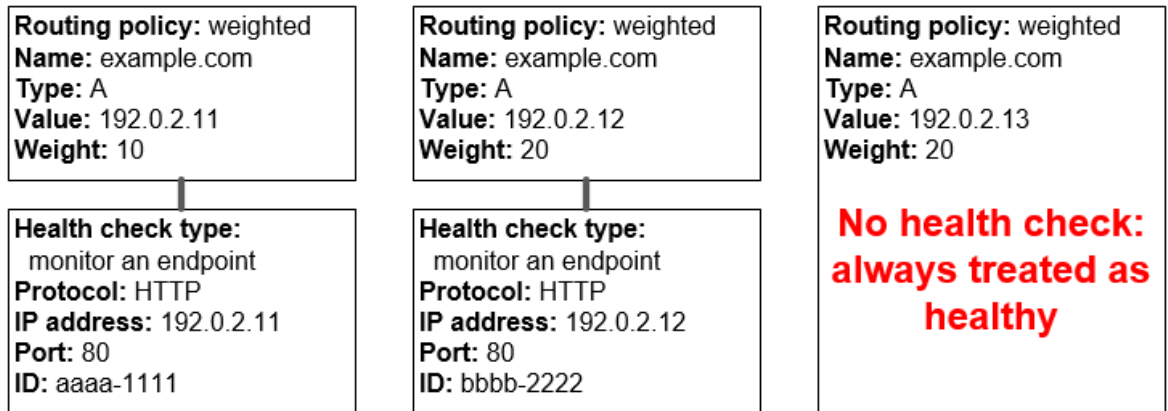 Routing policy: weighted
Name: example.com
Type: A
Value: 192.0.2.11
Weight: 10
Health check type:
monitor an endpoint
Protocol: HTTP
IP address: 192.0.2.11
Port: 80
ID: aaaa-1111
Routing policy: weighted
Name: example.com
Type: A
Value: 192.0.2.12
Weight: 20
Health check type:
monitor an endpoint
Protocol: HTTP
IP address: 192.0.2.12
Port: 80
ID: bbbb-2222
Routing policy: weighted
Name: example.com
Type: A
Value: 192.0.2.13
Weight: 20
No health check:
always treated as
healthy